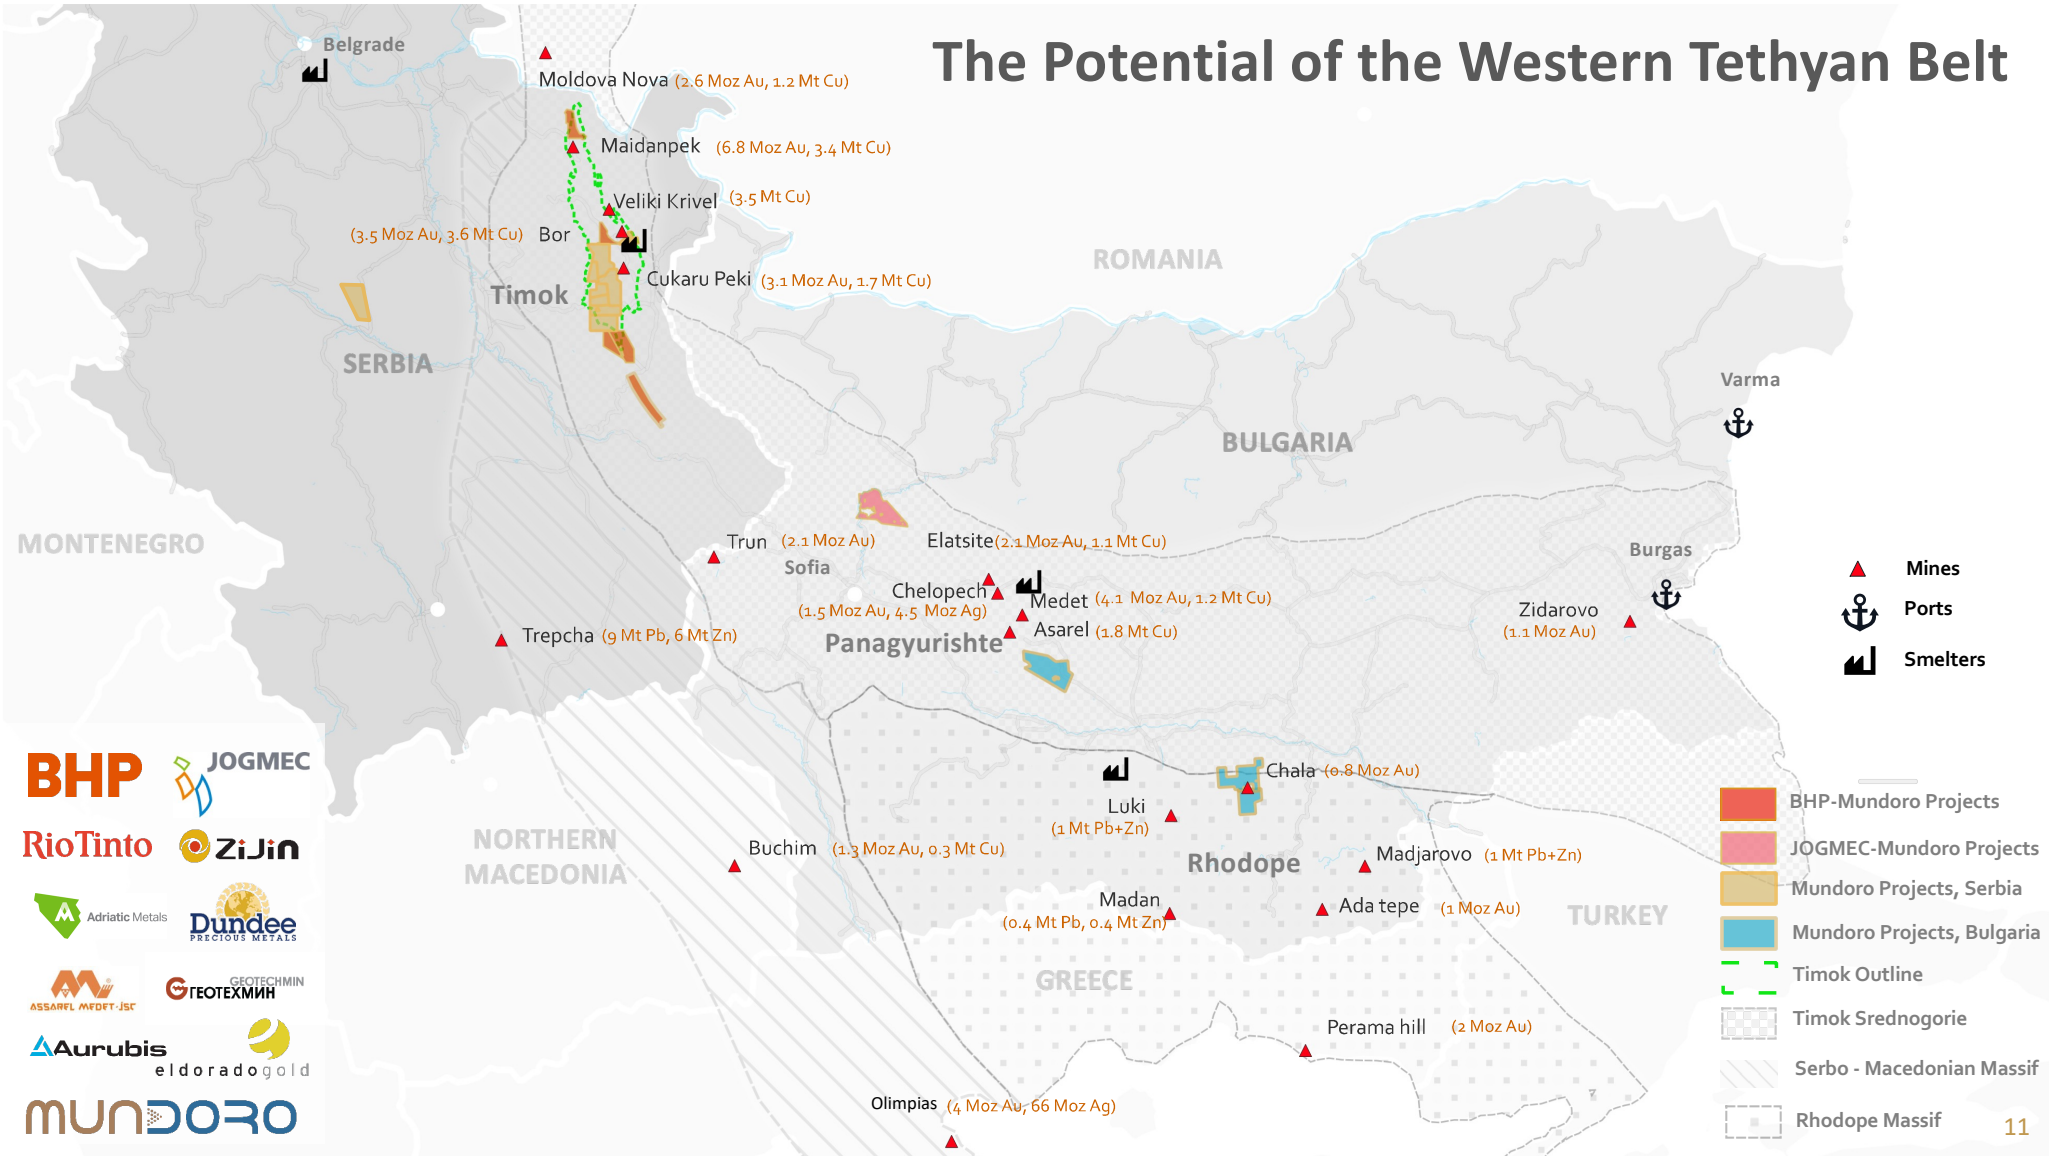 The Potential of the Western Tethyan Belt
Belgrade
Moldova Nova (2.6 Moz Au, 1.2 Mt Cu)
Maidanpek (6.8 Moz Au, 3.4 Mt Cu)
Veliki Krivel (3.5 Mt Cu)
(3.5 Moz Au, 3.6 Mt Cu) Bor
Cukaru Peki (3.1 Moz Au, 1.7 Mt Cu)
Timok
ROMANIA
SERBIA
Varma
BULGARIA
MONTENEGRO
Trun (2.1 Moz Au)
Elatsite (2.1 Moz Au, 1.1 Mt Cu)
Sofia
Burgas
Chelopech
(1.5 Moz Au, 4.5 Moz Ag)
Medet (4.1 Moz Au, 1.2 Mt Cu)
Asarel (1.8 Mt Cu)
Zidarovo
(1.1 Moz Au)
Trepcha (9 Mt Pb, 6 Mt Zn)
Panagyurishte
Mines
Ports
Smelters
Chala (0.8 Moz Au)
Luki
(1 Mt Pb+Zn)
NORTHERN
MACEDONIA
Buchim (1.3 Moz Au, 0.3 Mt Cu)
Rhodope
Madjarovo (1 Mt Pb+Zn)
Madan
(0.4 Mt Pb, 0.4 Mt Zn)
Ada tepe (1 Moz Au)
TURKEY
GREECE
Perama hill (2 Moz Au)
Olimpias (4 Moz Au, 66 Moz Ag)
BHP-Mundoro Projects
JOGMEC-Mundoro Projects
Mundoro Projects, Serbia
Mundoro Projects, Bulgaria
Timok Outline
Timok Srednogorie
Serbo - Macedonian Massif
Rhodope Massif
BHP
JOGMEC
RioTinto
ZiJin
Adriatic Metals
Dundee
PRECIOUS METALS
ASSAREL MEDET-JSC
GEOTECHMIN
ГЕОТЕХМИН
Aurubis
eldoradogold
MUNDORO
11